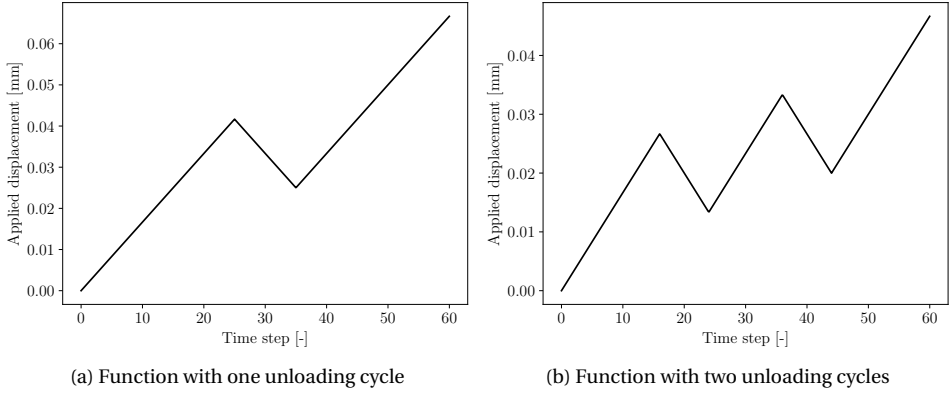 0.06
0.05
0.04
0.03
0.02
0.01
0.00
Applied displacement [mm]
0 10 20 30 40 50 60
Time step [-]
(a) Function with one unloading cycle
0.04
0.03
0.02
0.01
0.00
Applied displacement [mm]
0 10 20 30 40 50 60
Time step [-]
(b) Function with two unloading cycles